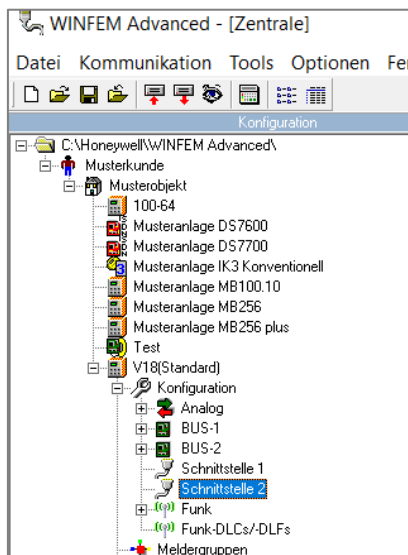 WINFEM Advanced - [Zentrale]
Datei Kommunikation Tools Optionen
Konfiguration
C:\Honeywell\WINFEM Advanced\
Musterkunde
Musterobjekt
100-64
Musteranlage DS7600
Musteranlage DS7700
Musteranlage IK3 Konventionell
Musteranlage MB100.10
Musteranlage MB256
Musteranlage MB256 plus
Test
V18(Standard)
Konfiguration
Analog
BUS-1
BUS-2
Schnittstelle 1
Schnittstelle 2
Funk
Funk-DLCs/-DLFs
Meldergruppen